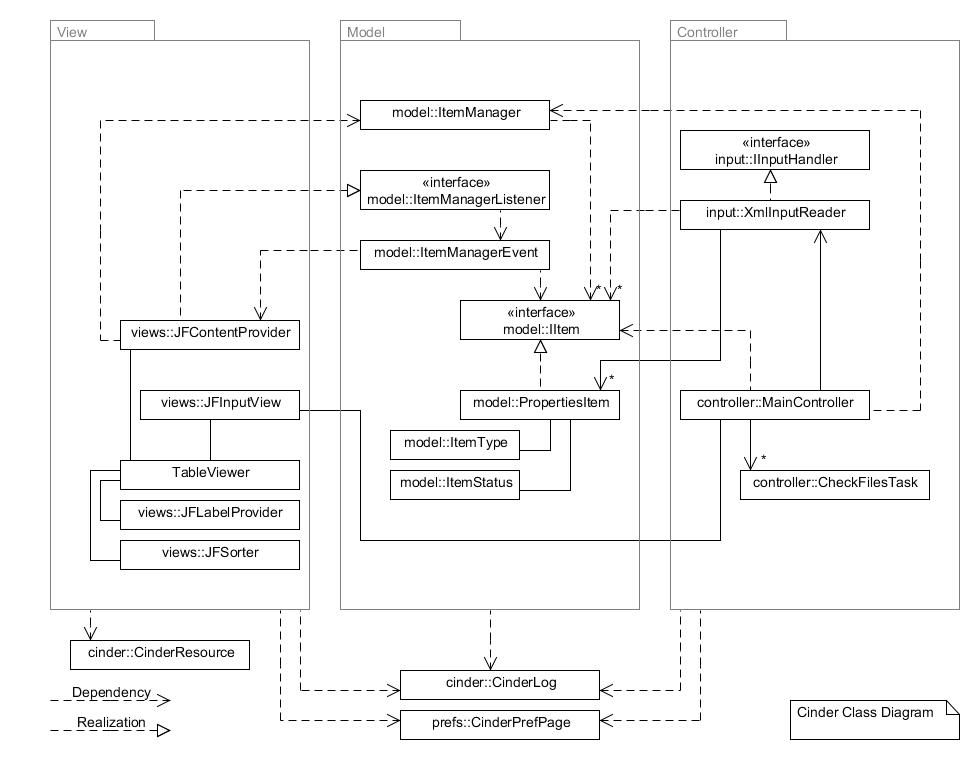 View
Model
Controller
model::ItemManager
«interface»
input::IInputHandler
«interface»
model::ItemManagerListener
input::XmlInputReader
model::ItemManagerEvent
*
*
«interface»
model::IItem
views::JFContentProvider
*
views::JFInputView
model::PropertiesItem
controller::MainController
model::ItemType
*
TableViewer
model::ItemStatus
controller::CheckFilesTask
views::JFLabelProvider
views::JFSorter
cinder::CinderResource
cinder::CinderLog
Dependency
prefs::CinderPrefPage
Cinder Class Diagram
Realization